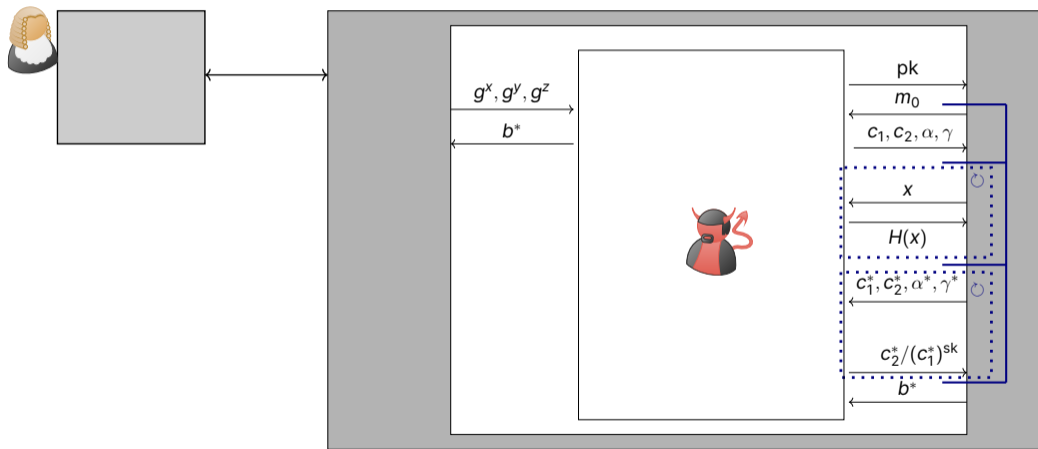 g^x, g^y, g^z
b*
pk
m_0
c_1, c_2, α, γ
x
H(x)
c_1^*, c_2^*, α^*, γ^*
c_2^*/(c_1^*)^sk
b*